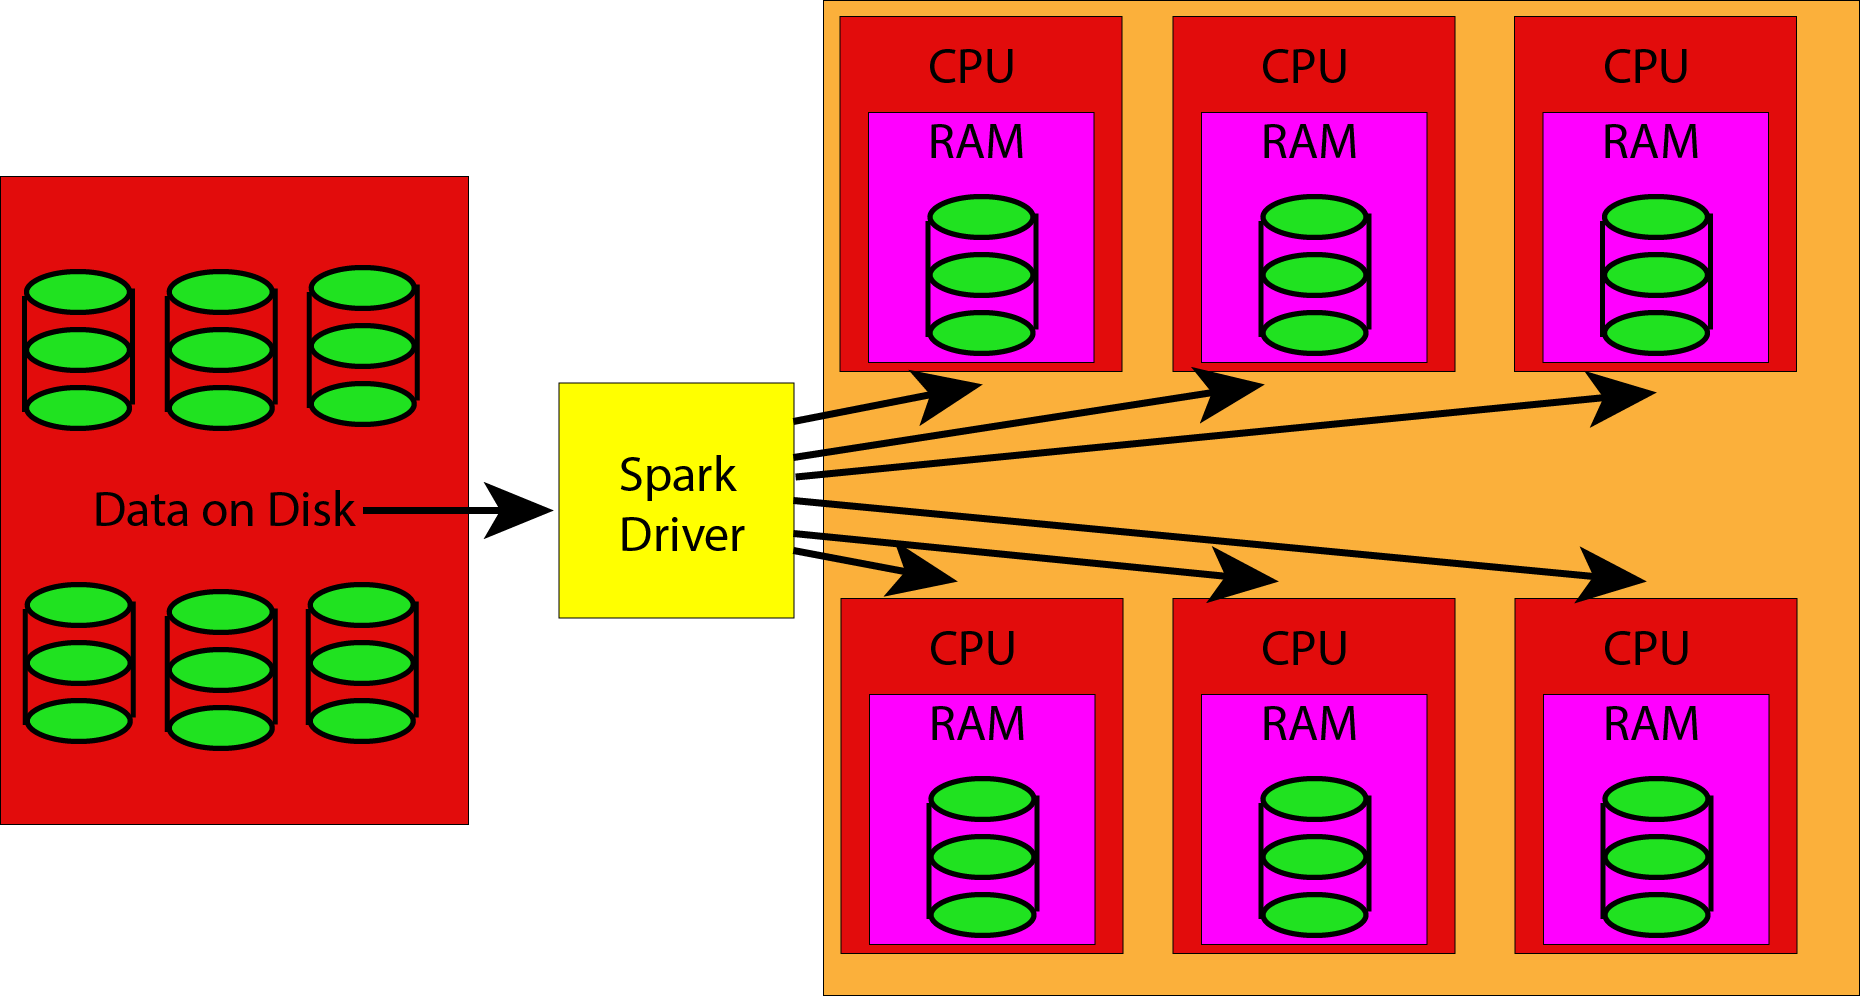 CPU
RAM
CPU
RAM
CPU
RAM
Data on Disk
Spark
Driver
CPU
RAM
CPU
RAM
CPU
RAM